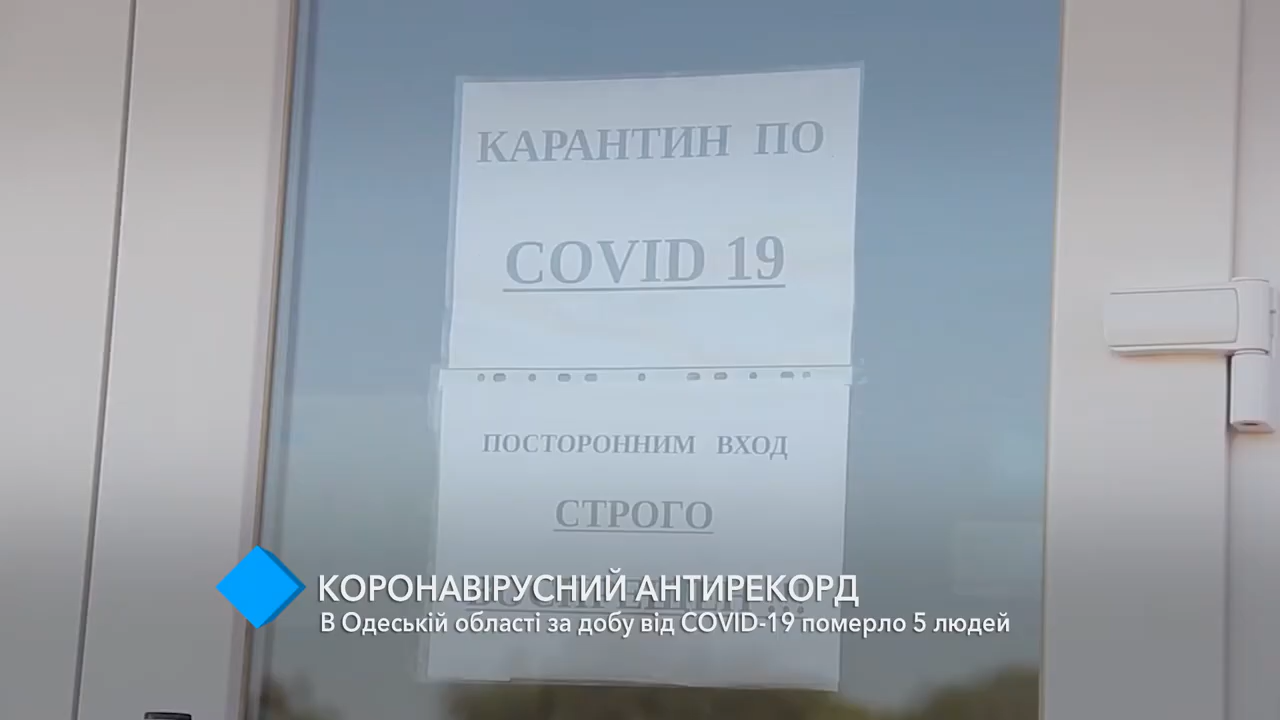 КАРАНТИН ПО
COVID 19
ПОСТОРОННИМ ВХОД
СТРОГО
КОРОНАВІРУСНИЙ АНТИРЕКОРД
В Одеській області за добу від COVID-19 померло 5 людей